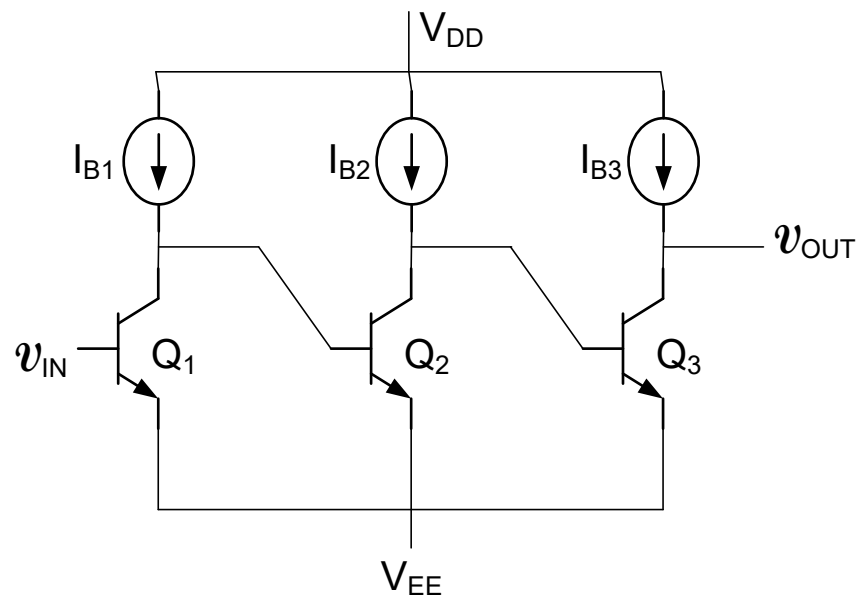 V_DD
I_B1
I_B2
I_B3
v_OUT
v_IN
Q_1
Q_2
Q_3
V_EE